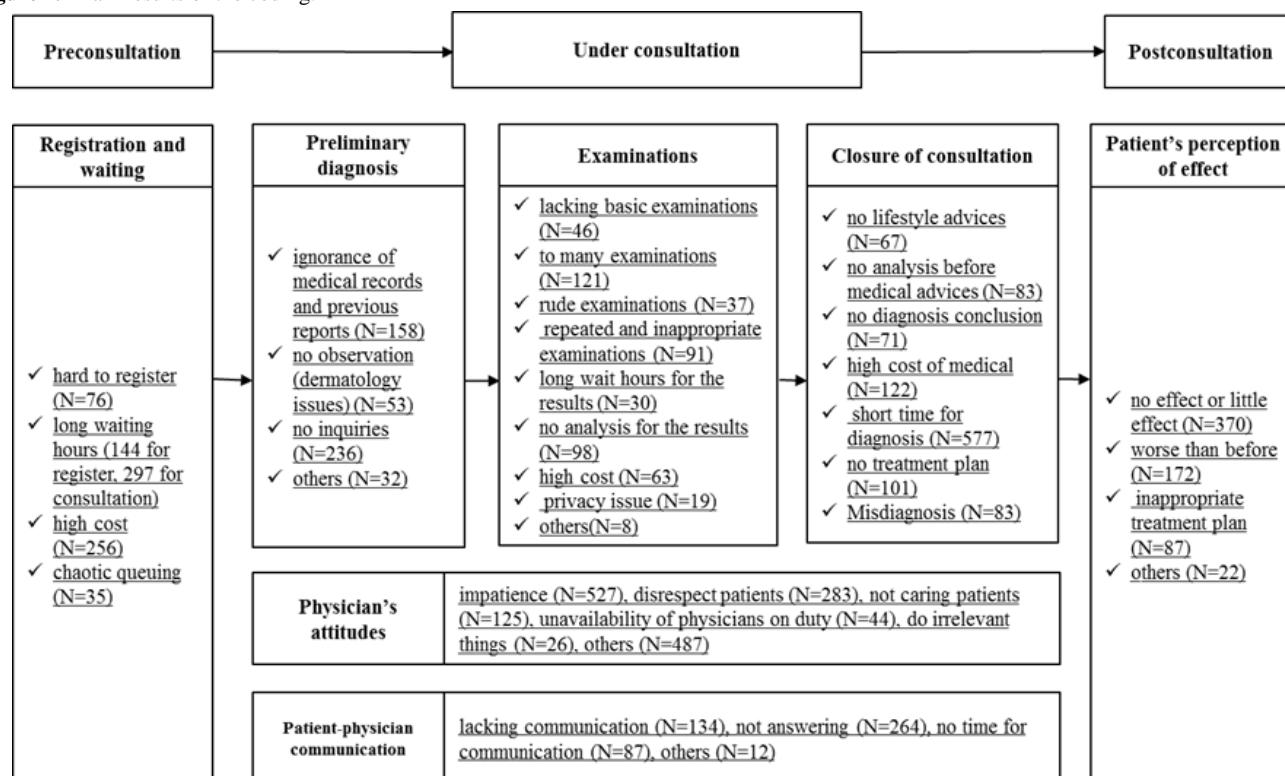 Preconsultation
Under consultation
Postconsultation
Registration and
waiting
hard to register
(N=76)
long waiting
hours (144 for
register, 297 for
consultation)
high cost
(N=256)
chaotic queuing
(N=35)
Preliminary
diagnosis
ignorance of
medical records
and previous
reports (N=158)
no observation
(dermatology
issues) (N=53)
no inquiries
(N=236)
others (N=32)
Examinations
lacking basic examinations
(N=46)
to many examinations
(N=121)
rude examinations (N=37)
repeated and inappropriate
examinations (N=91)
long wait hours for the
results (N=30)
no analysis for the results
(N=98)
high cost (N=63)
privacy issue (N=19)
others(N=8)
Closure of consultation
no lifestyle advices
(N=67)
no analysis before
medical advices (N=83)
no diagnosis conclusion
(N=71)
high cost of medical
(N=122)
short time for
diagnosis (N=577)
no treatment plan
(N=101)
Misdiagnosis (N=83)
Patient's perception
of effect
no effect or little
effect (N=370)
worse than before
(N=172)
inappropriate
treatment plan
(N=87)
others (N=22)
Physician's
attitudes
impatience (N=527), disrespect patients (N=283), not caring patients
(N=125), unavailability of physicians on duty (N=44), do irrelevant
things (N=26), others (N=487)
Patient-physician
communication
lacking communication (N=134), not answering (N=264), no time for
communication (N=87), others (N=12)